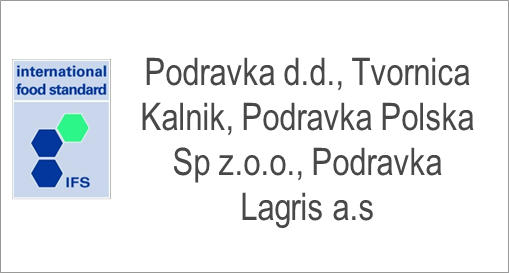 international
food standard
IFS
Podravka d.d., Tvornica
Kalnik, Podravka Polska
Sp z.o.o., Podravka
Lagris a.s